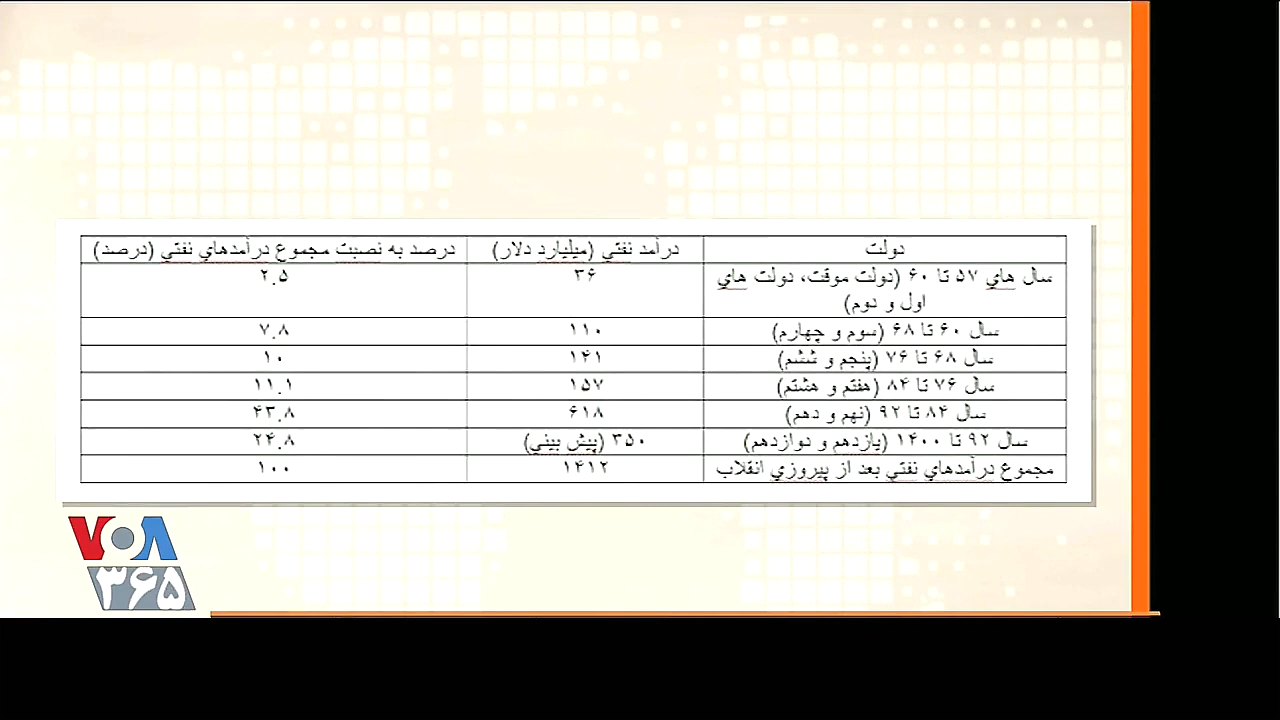 دولت درآمد نفتي (ميليارد دلار) درصد به نصبت مجموع درآمدهاي نفتي (درصد)
سال هاي ۵۷ تا ۶۰ (دولت موقت، دولت هاي ۳۶ ۲.۵
اول و دوم)
سال ۶۰ تا ۶۸ (سوم و چهارم) ۱۱۰ ۷.۸
سال ۶۸ تا ۷۶ (پنجم و ششم) ۱۴۱ ۱۰
سال ۷۶ تا ۸۴ (هفتم و هشتم) ۱۵۷ ۱۱.۱
سال ۸۴ تا ۹۲ (نهم و دهم) ۶۱۸ ۴۳.۸
سال ۹۲ تا ۱۴۰۰ (يازدهم و دوازدهم) ۳۵۰ (پيش بيني) ۲۴.۸
مجموع درآمدهاي نفتي بعد از پيروزي انقلاب ۱۴۱۲ ۱۰۰
VOA
۳۶۵